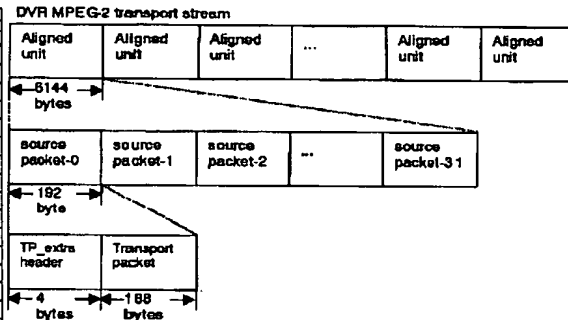 DVR MPEG-2 transport stream
Aligned unit
Aligned unit
Aligned unit
...
Aligned unit
Aligned unit
6144 bytes
source packet-0
source packet-1
source packet-2
...
source packet-31
192 byte
TP_extra header
Transport packet
4 bytes
188 bytes